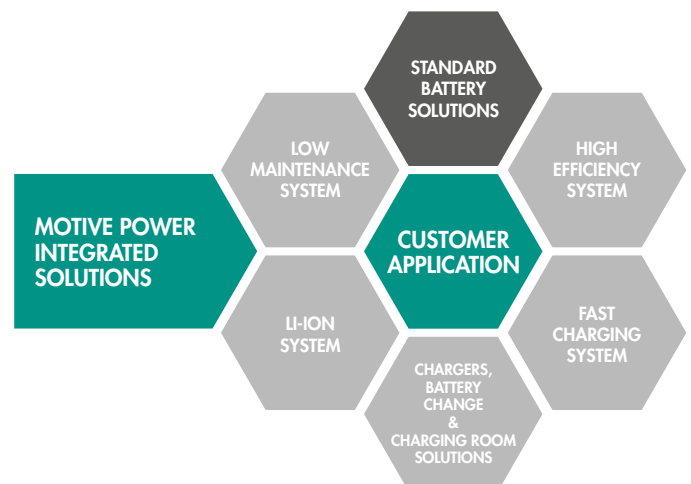 STANDARD
BATTERY
SOLUTIONS
LOW
MAINTENANCE
SYSTEM
HIGH
EFFICIENCY
SYSTEM
MOTIVE POWER
INTEGRATED
SOLUTIONS
CUSTOMER
APPLICATION
LI-ION
SYSTEM
FAST
CHARGING
SYSTEM
CHARGERS,
BATTERY
CHANGE
&
CHARGING ROOM
SOLUTIONS